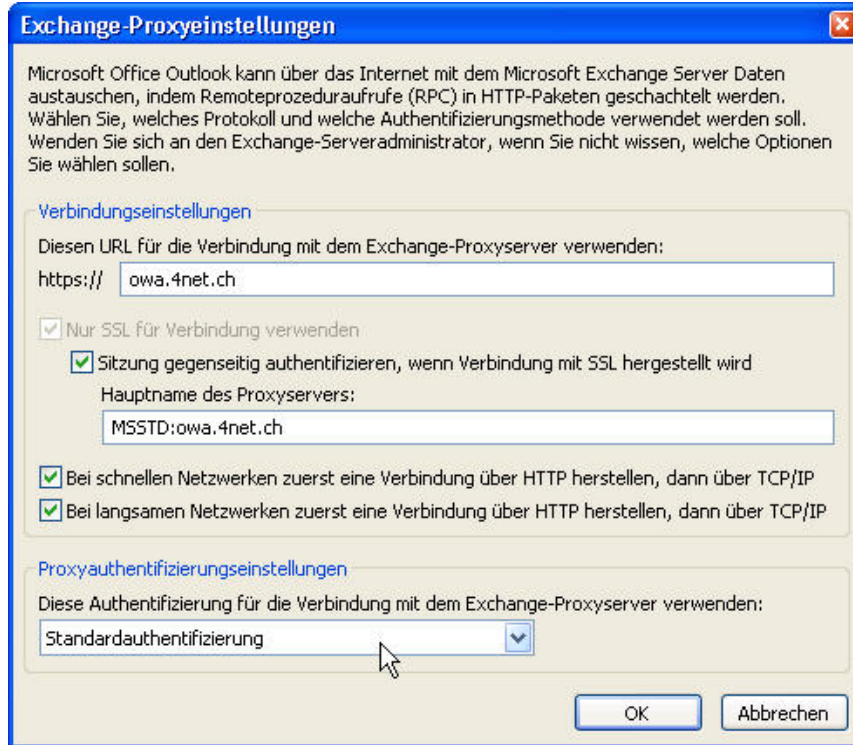 Exchange-Proxyeinstellungen
Microsoft Office Outlook kann über das Internet mit dem Microsoft Exchange Server Daten
austauschen, indem Remoteprozeduraufrufe (RPC) in HTTP-Paketen geschachtelt werden.
Wählen Sie, welches Protokoll und welche Authentifizierungsmethode verwendet werden soll.
Wenden Sie sich an den Exchange-Serveradministrator, wenn Sie nicht wissen, welche Optionen
Sie wählen sollen.
Verbindungseinstellungen
Diesen URL für die Verbindung mit dem Exchange-Proxyserver verwenden:
https:// owa.4net.ch
Nur SSL für Verbindung verwenden
Sitzung gegenseitig authentifizieren, wenn Verbindung mit SSL hergestellt wird
Hauptname des Proxyservers:
MSSTD:owa.4net.ch
Bei schnellen Netzwerken zuerst eine Verbindung über HTTP herstellen, dann über TCP/IP
Bei langsamen Netzwerken zuerst eine Verbindung über HTTP herstellen, dann über TCP/IP
Proxyauthentifizierungseinstellungen
Diese Authentifizierung für die Verbindung mit dem Exchange-Proxyserver verwenden:
Standardauthentifizierung
OK Abbrechen